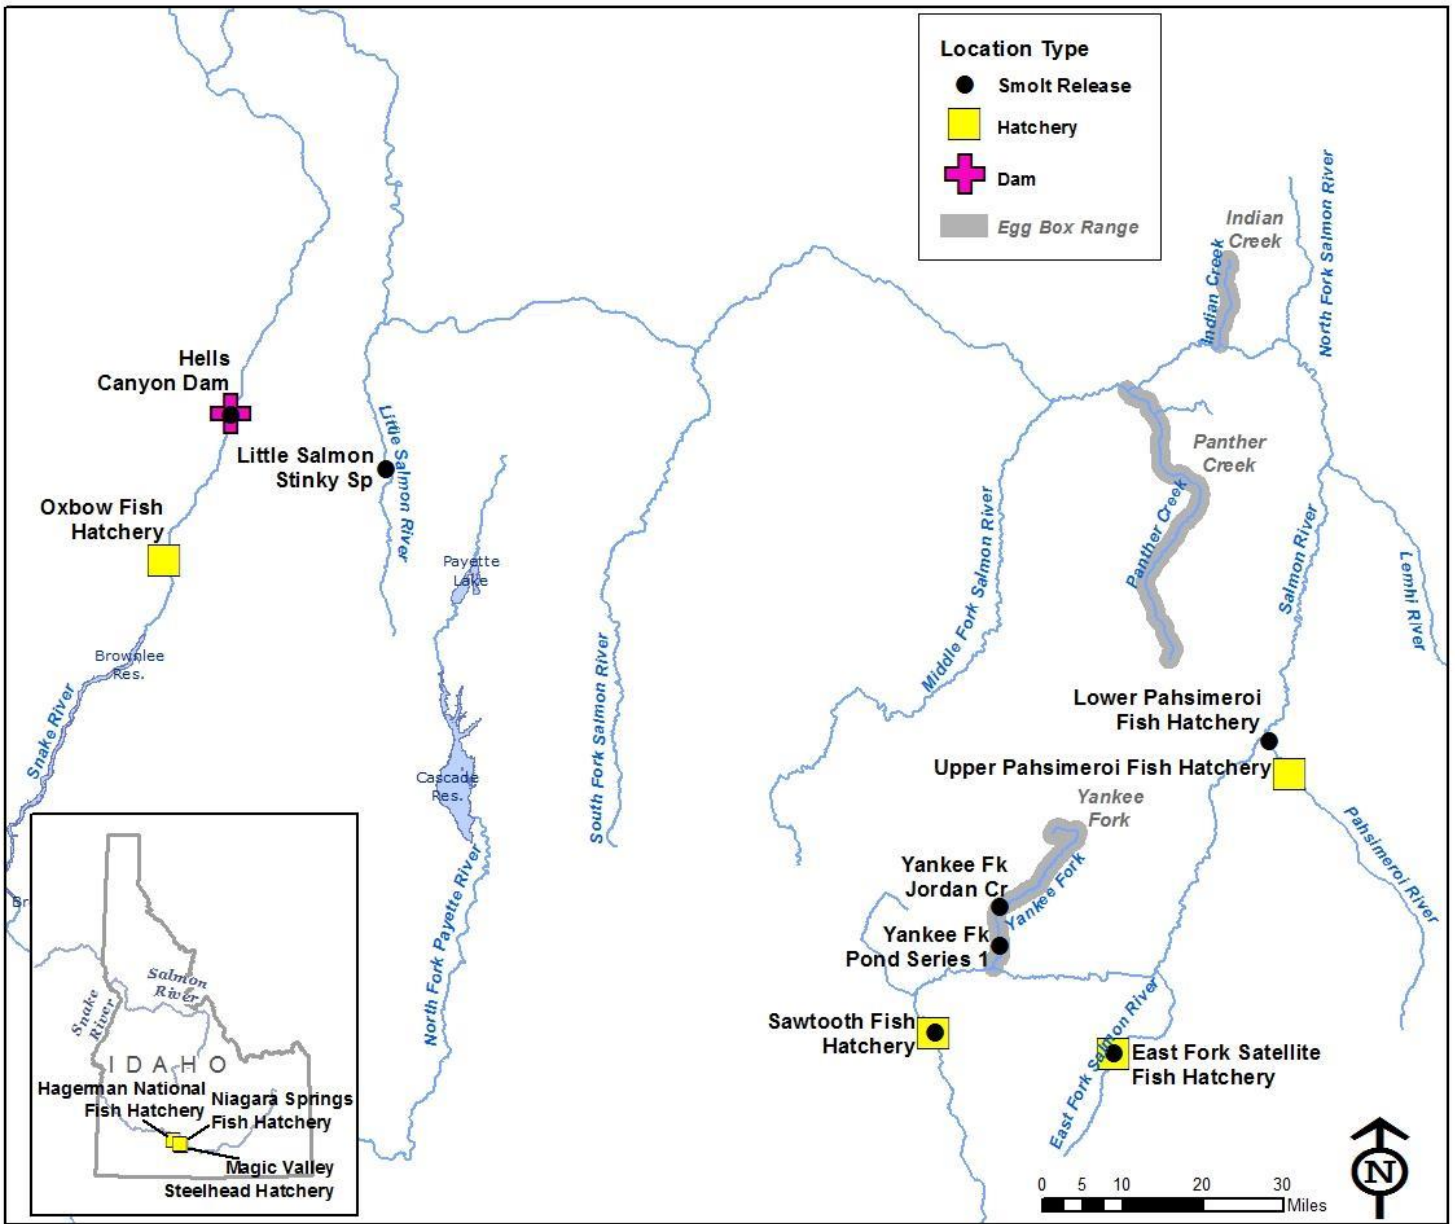 Location Type
Smolt Release
Hatchery
Dam
Egg Box Range
Indian
Creek
Indian Creek
North Fork Salmon River
Hells
Canyon Dam
Little Salmon
Stinky Sp
Little Salmon River
Oxbow Fish
Hatchery
Payette
Lake
Brownlee
Res.
Snake River
Cascade
Res.
South Fork Salmon River
North Fork Payette River
Middle Fork Salmon River
Panther
Creek
Panther Creek
Salmon River
Lemhi River
Lower Pahsimeroi
Fish Hatchery
Upper Pahsimeroi Fish Hatchery
Pahsimeroi River
Yankee
Fork
Yankee Fork
Yankee Fk
Jordan Cr
Yankee Fk
Pond Series 1
Sawtooth Fish
Hatchery
East Fork Salmon River
East Fork Satellite
Fish Hatchery
Br
Salmon
River
Snake
River
IDAHO
Hagerman National
Fish Hatchery
Niagara Springs
Fish Hatchery
Magic Valley
Steelhead Hatchery
0 5 10 20 30
Miles
N